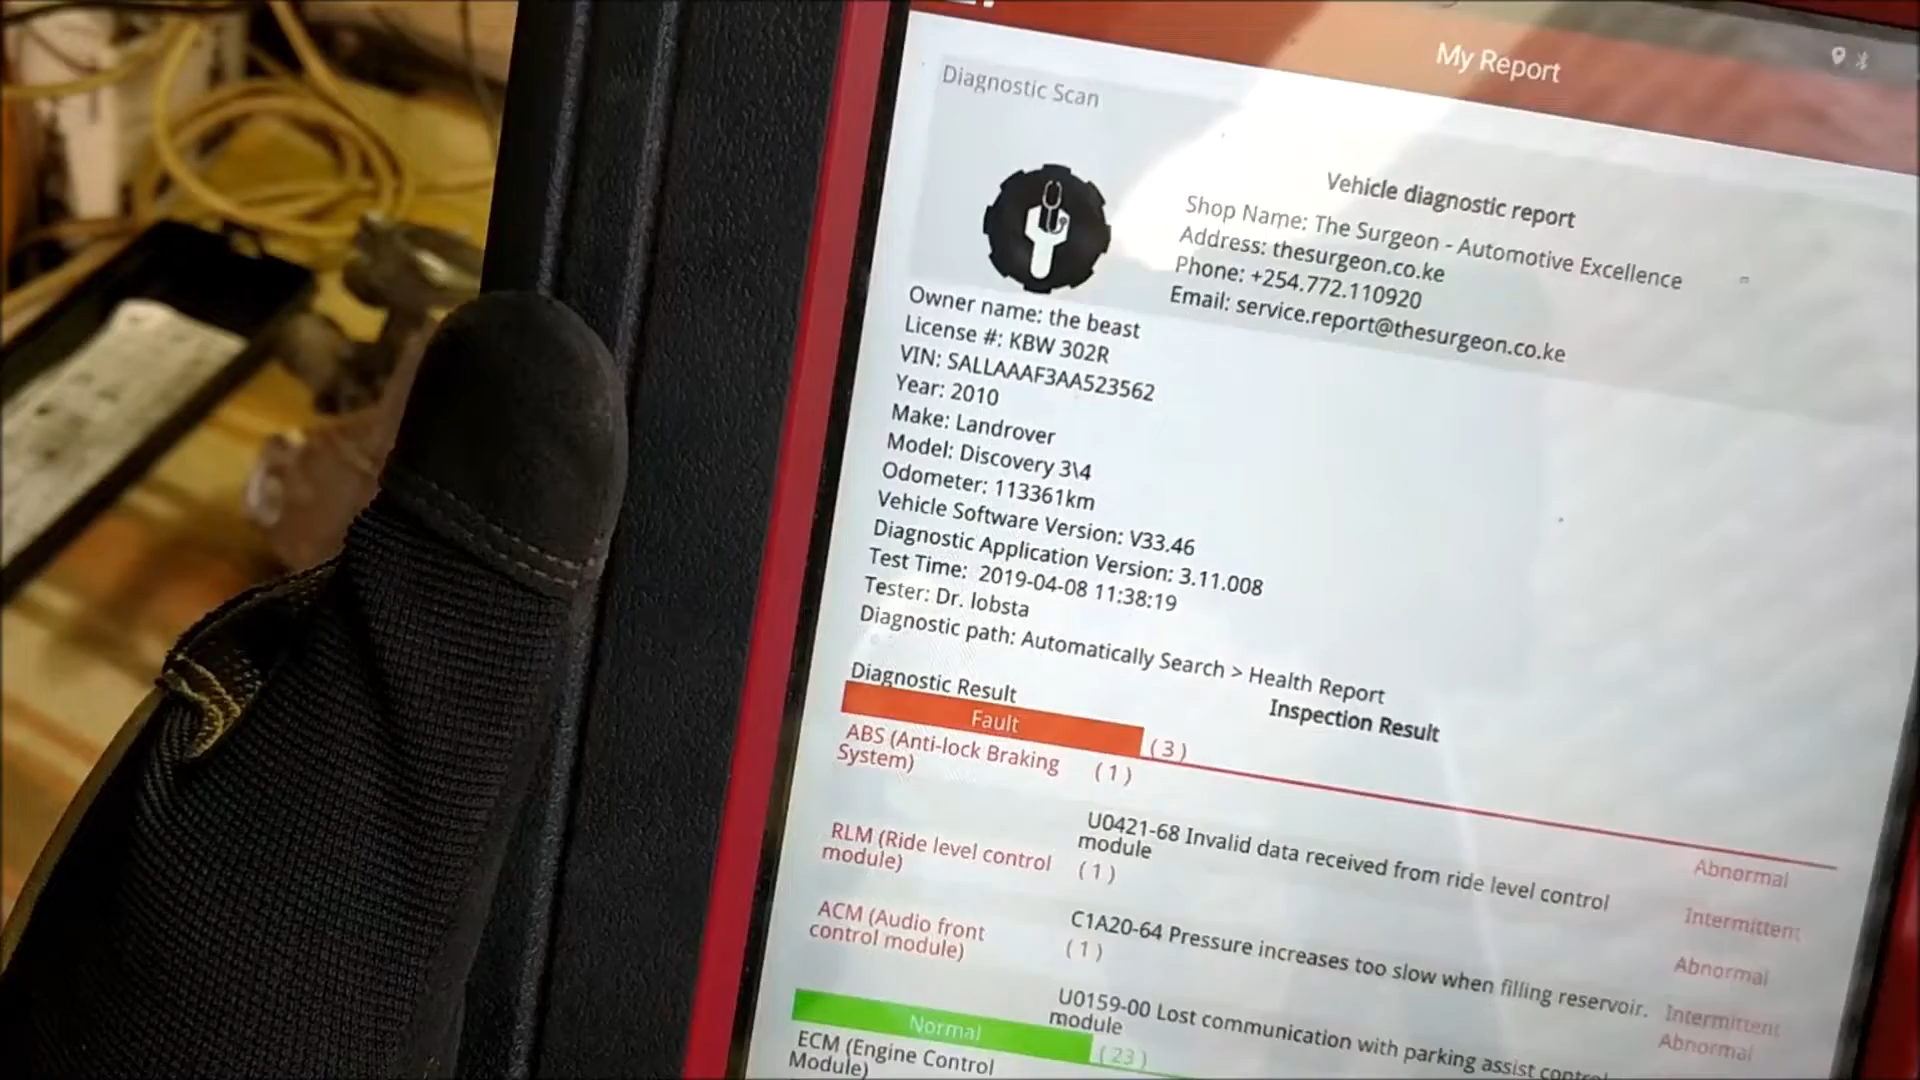 My Report
Diagnostic Scan
Vehicle diagnostic report
Shop Name: The Surgeon - Automotive Excellence
Address: thesurgeon.co.ke
Phone: +254.772.110920
Email: service.report@thesurgeon.co.ke
Owner name: the beast
License #: KBW 302R
VIN: SALLAAAF3AA523562
Year: 2010
Make: Landrover
Model: Discovery 3\4
Odometer: 113361km
Vehicle Software Version: V33.46
Diagnostic Application Version: 3.11.008
Test Time: 2019-04-08 11:38:19
Tester: Dr. lobsta
Diagnostic path: Automatically Search > Health Report
Diagnostic Result
Inspection Result
Fault (3)
ABS (Anti-lock Braking System) (1)
Abnormal
U0421-68 Invalid data received from ride level control
module
Intermittent
RLM (Ride level control
module) (1)
Abnormal
C1A20-64 Pressure increases too slow when filling reservoir.
Intermittent
ACM (Audio front
control module) (1)
Abnormal
U0159-00 Lost communication with parking assist control
module
Normal (23)
ECM (Engine Control
Module)